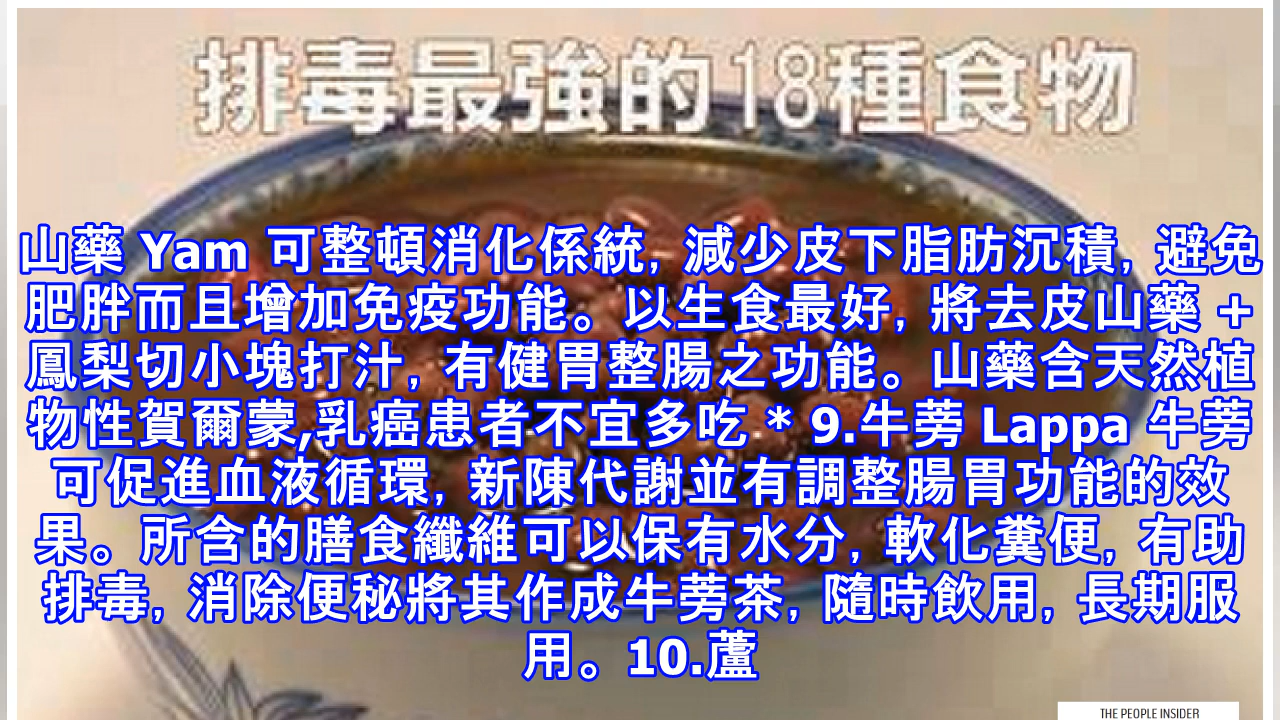 排毒最強的18種食物
山藥 Yam 可整頓消化係統, 減少皮下脂肪沉積, 避免
肥胖而且增加免疫功能。以生食最好, 將去皮山藥 +
鳳梨切小塊打汁, 有健胃整腸之功能。山藥含天然植
物性賀爾蒙,乳癌患者不宜多吃 * 9.牛蒡 Lappa 牛蒡
可促進血液循環, 新陳代謝並有調整腸胃功能的效
果。所含的膳食纖維可以保有水分, 軟化糞便, 有助
排毒, 消除便秘將其作成牛蒡茶, 隨時飲用, 長期服
用。10.蘆
THE PEOPLE INSIDER